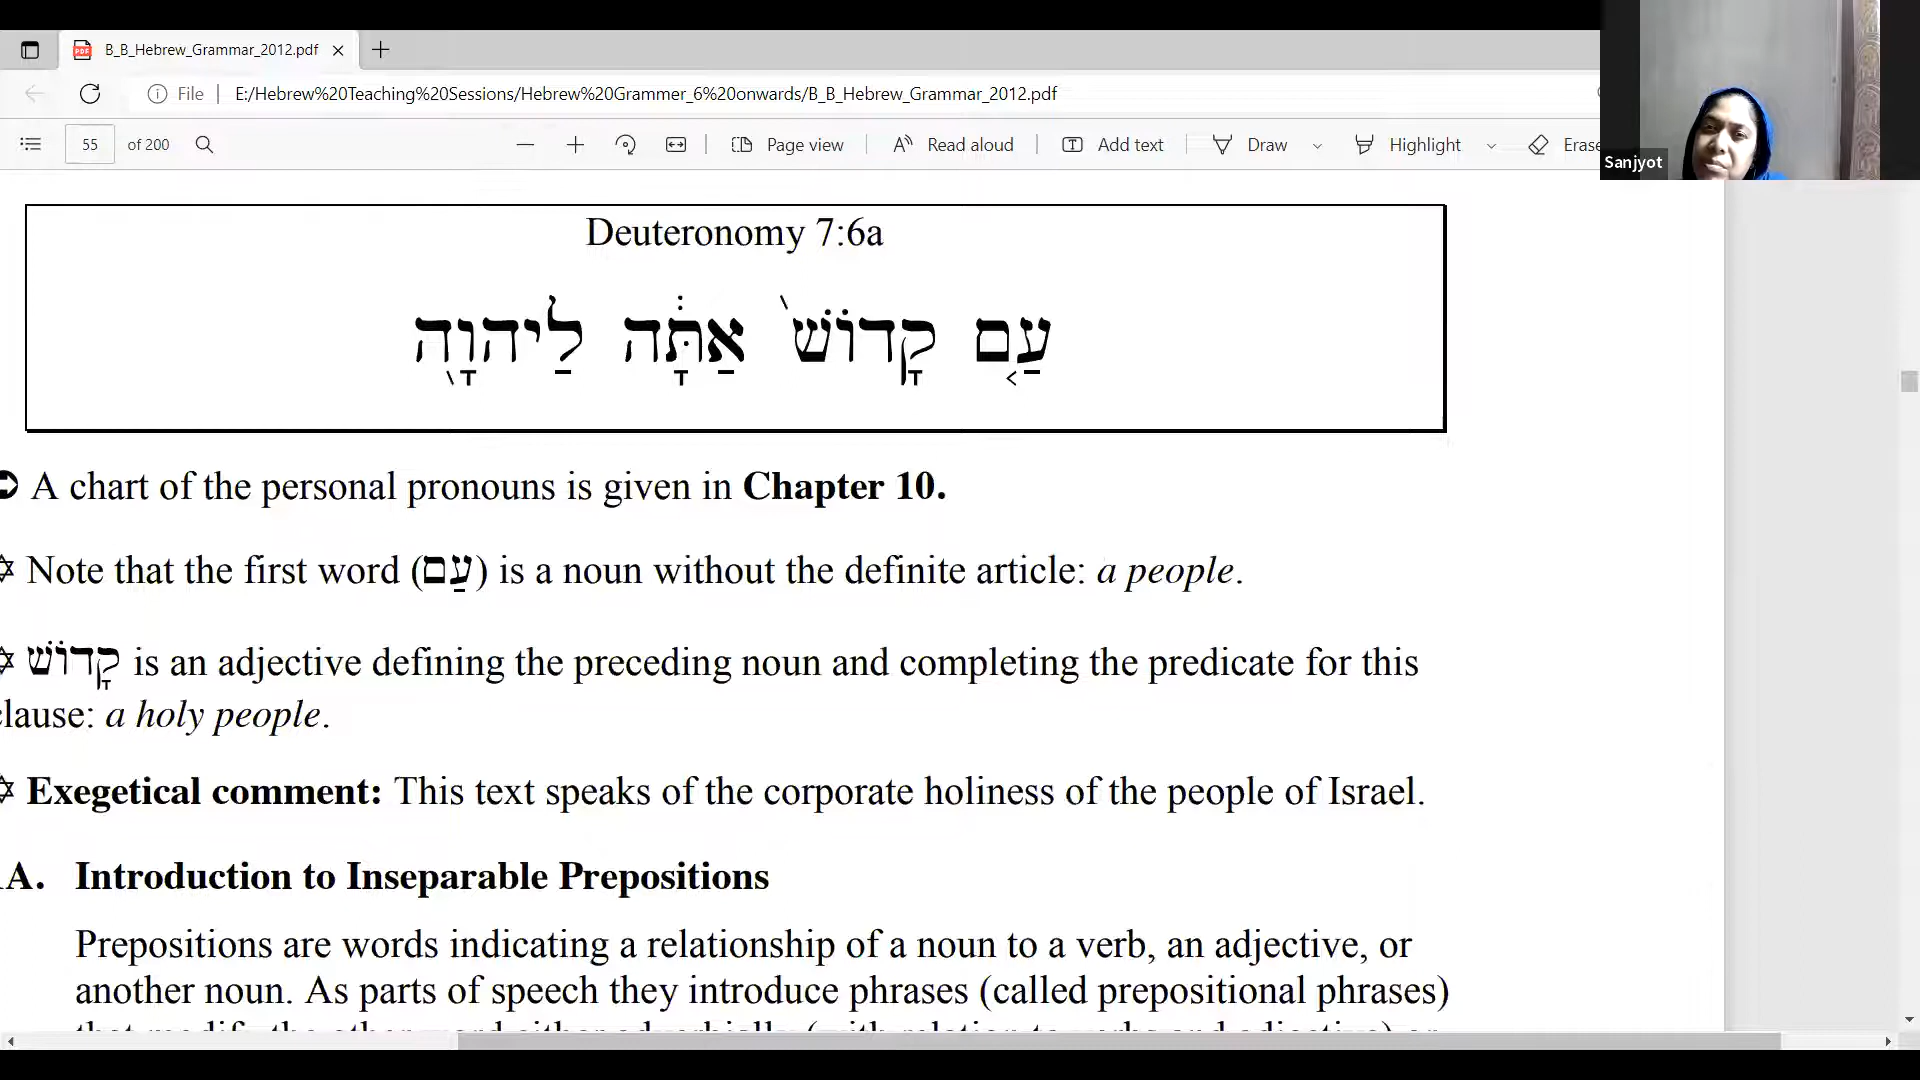 B_B_Hebrew_Grammar_2012.pdf
File
E:/Hebrew%20Teaching%20Sessions/Hebrew%20Grammer_6%20onwards/B_B_Hebrew_Grammar_2012.pdf
55 of 200 Page view Read aloud Add text Draw Highlight Erase
Sanjyot
Deuteronomy 7:6a
עַ֤ם קָדוֹשׁ֙ אַתָּ֔ה לַיהוָ֖ה
➲ A chart of the personal pronouns is given in Chapter 10.
✡ Note that the first word (עַם) is a noun without the definite article: a people.
✡ קָדוֹשׁ is an adjective defining the preceding noun and completing the predicate for this
clause: a holy people.
✡ Exegetical comment: This text speaks of the corporate holiness of the people of Israel.
A. Introduction to Inseparable Prepositions
Prepositions are words indicating a relationship of a noun to a verb, an adjective, or
another noun. As parts of speech they introduce phrases (called prepositional phrases)